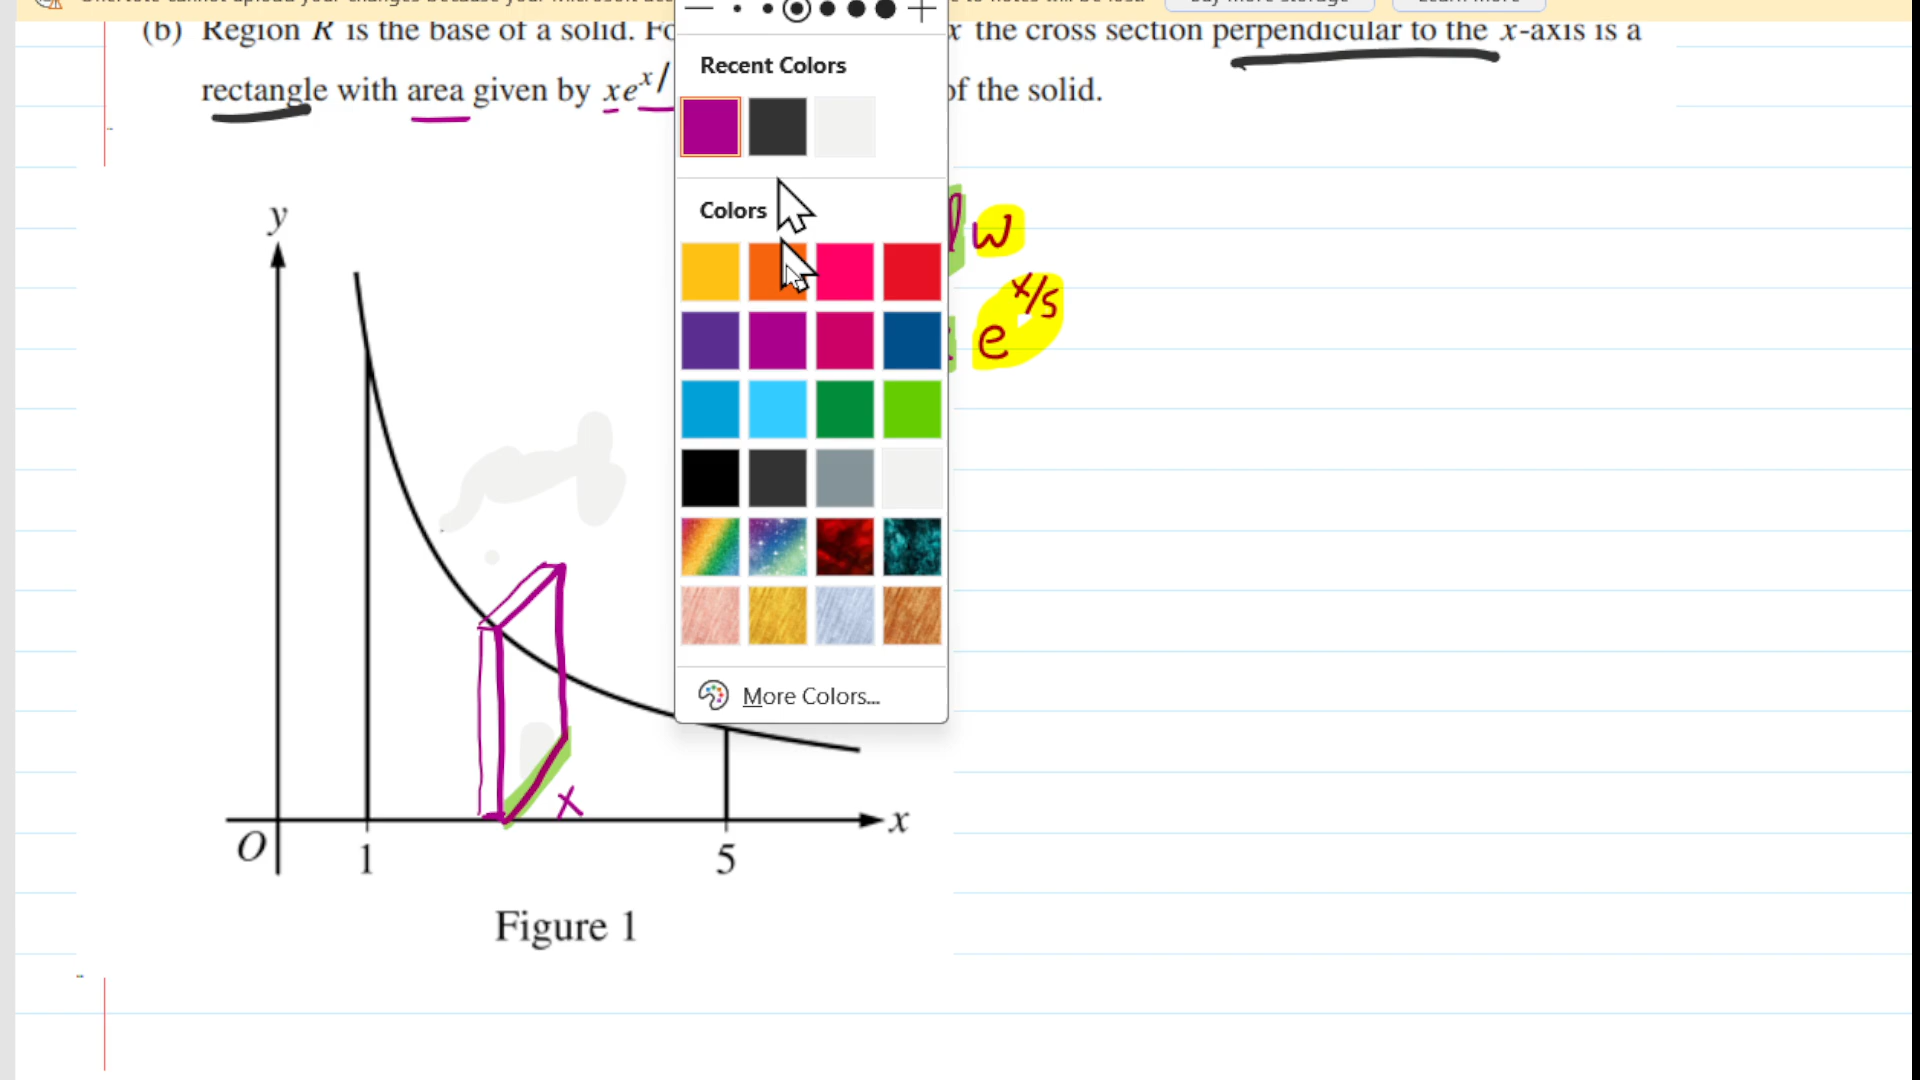 (b) Region R is the base of a solid. x the cross section perpendicular to the x-axis is a
rectangle with area given by xe^x/ of the solid.
Recent Colors
Colors
More Colors...
w
e^x/5
y
x
x
O
1
5
Figure 1